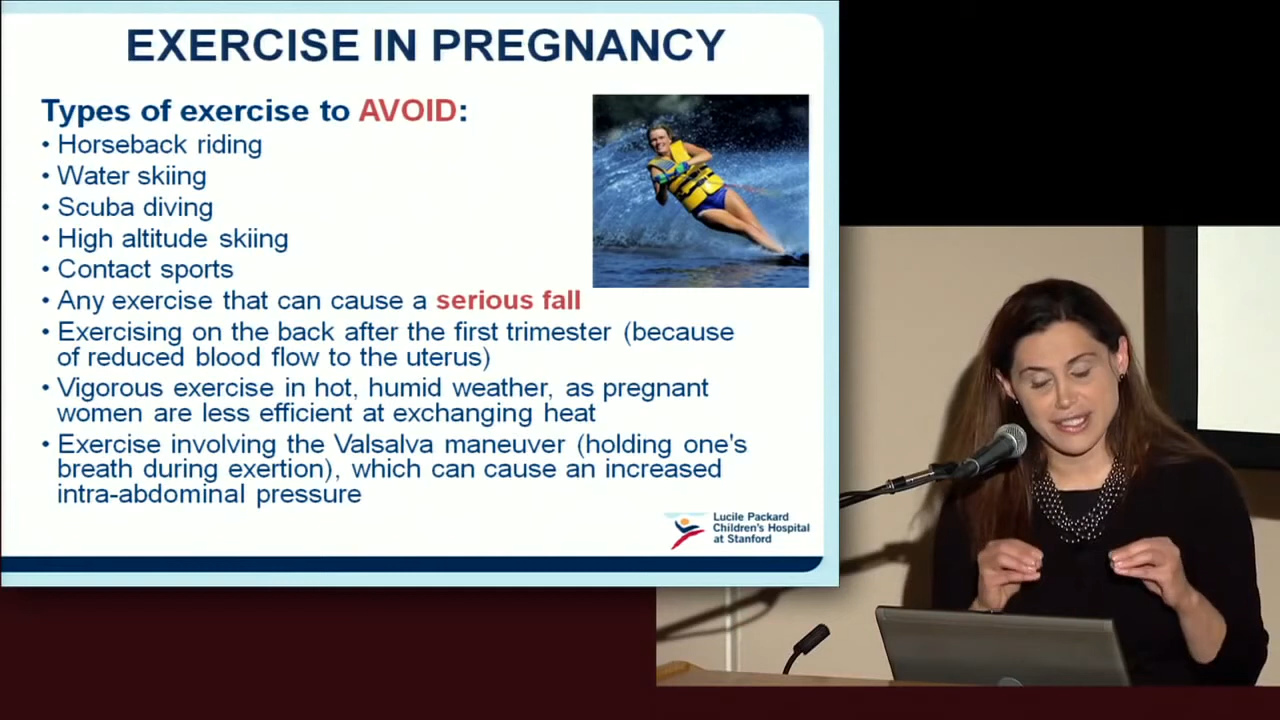 EXERCISE IN PREGNANCY
Types of exercise to AVOID:
• Horseback riding
• Water skiing
• Scuba diving
• High altitude skiing
• Contact sports
• Any exercise that can cause a serious fall
• Exercising on the back after the first trimester (because
of reduced blood flow to the uterus)
• Vigorous exercise in hot, humid weather, as pregnant
women are less efficient at exchanging heat
• Exercise involving the Valsalva maneuver (holding one's
breath during exertion), which can cause an increased
intra-abdominal pressure
Lucile Packard
Children's Hospital
at Stanford